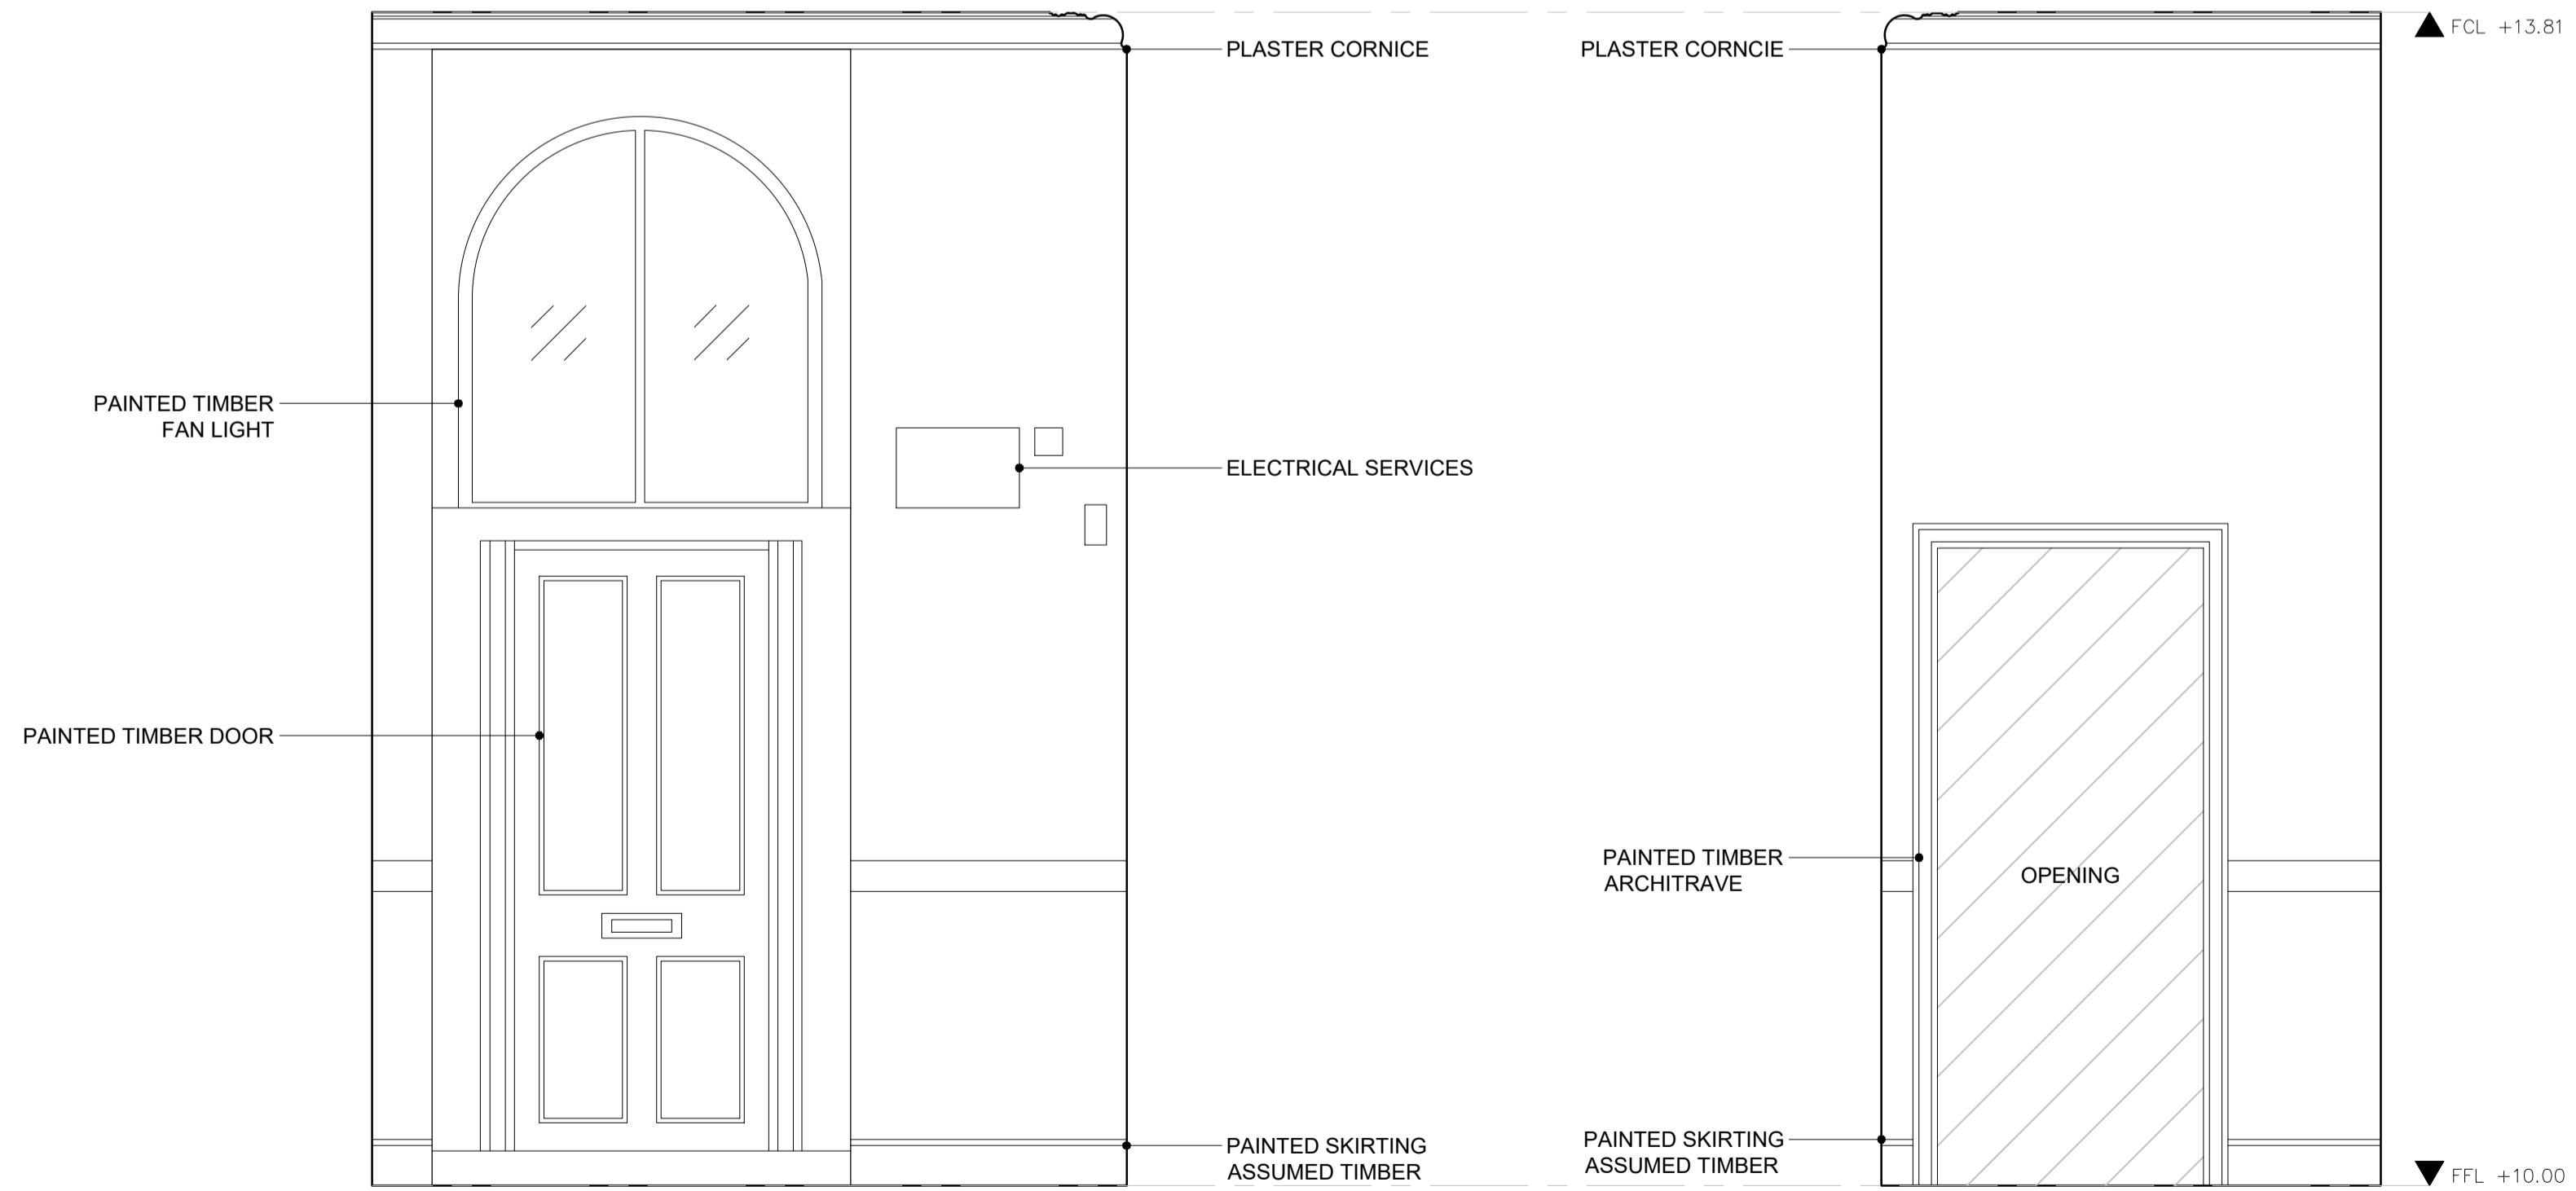 PLASTER CORNICE
PLASTER CORNCIE
FCL +13.81
PAINTED TIMBER
FAN LIGHT
ELECTRICAL SERVICES
PAINTED TIMBER DOOR
PAINTED TIMBER
ARCHITRAVE
OPENING
PAINTED SKIRTING
ASSUMED TIMBER
PAINTED SKIRTING
ASSUMED TIMBER
FFL +10.00